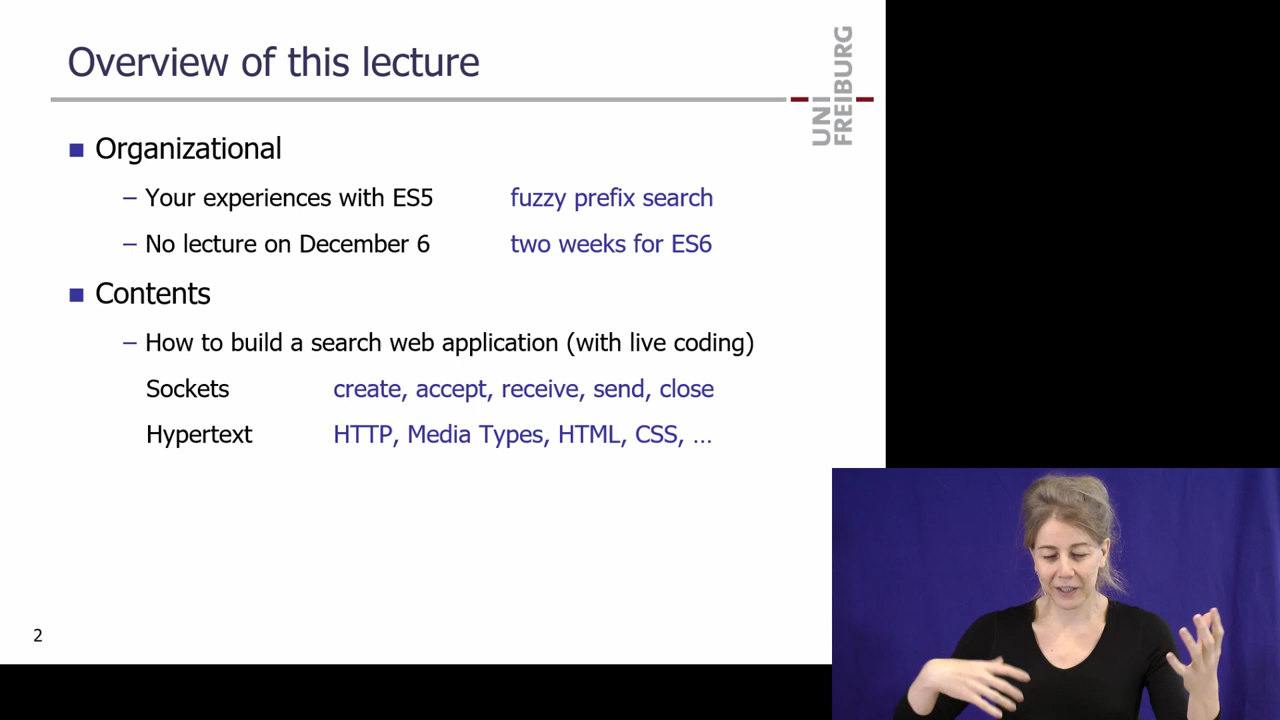 Overview of this lecture
UNI
FREIBURG
■ Organizational
– Your experiences with ES5 fuzzy prefix search
– No lecture on December 6 two weeks for ES6
■ Contents
– How to build a search web application (with live coding)
Sockets create, accept, receive, send, close
Hypertext HTTP, Media Types, HTML, CSS, …
2